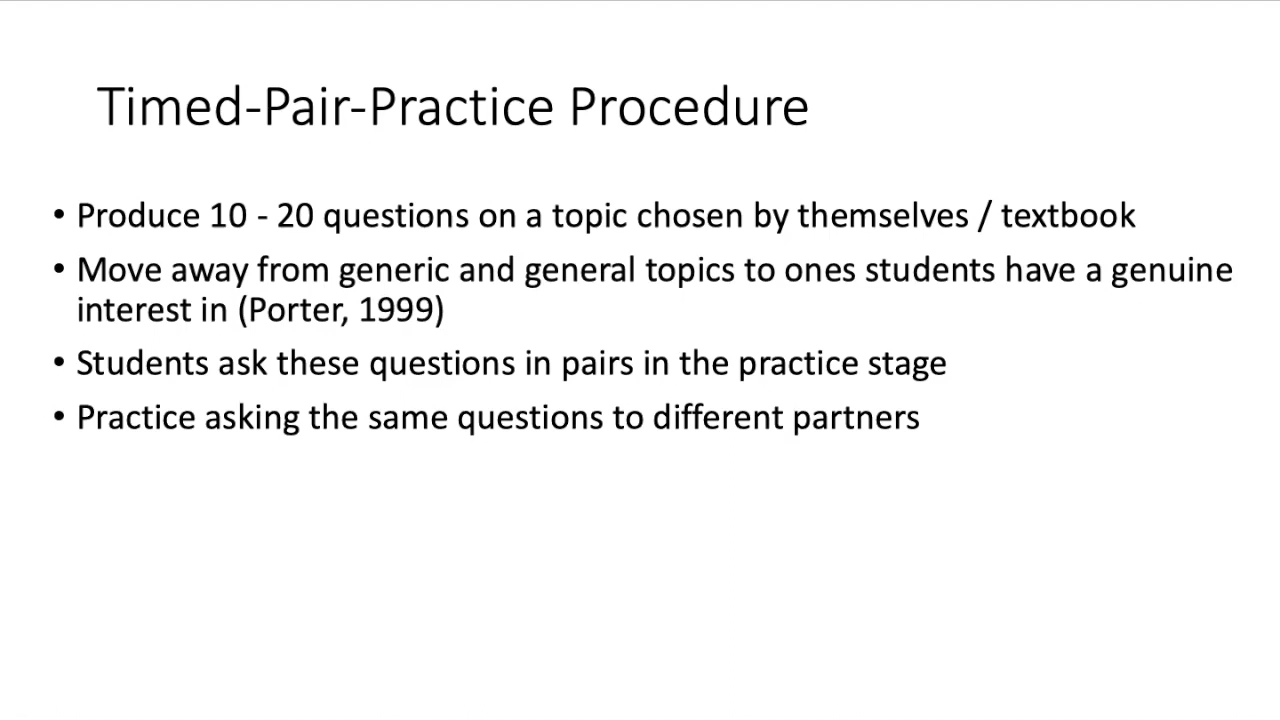 Timed-Pair-Practice Procedure
• Produce 10 - 20 questions on a topic chosen by themselves / textbook
• Move away from generic and general topics to ones students have a genuine
interest in (Porter, 1999)
• Students ask these questions in pairs in the practice stage
• Practice asking the same questions to different partners